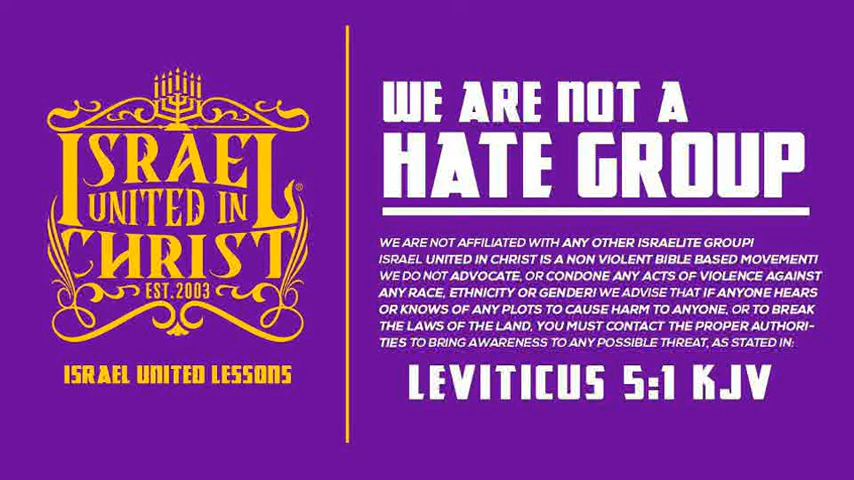 ISRAEL
UNITED IN
CHRIST
®
EST. 2003
ISRAEL UNITED LESSONS
WE ARE NOT A
HATE GROUP
WE ARE NOT AFFILIATED WITH ANY OTHER ISRAELITE GROUP!
ISRAEL UNITED IN CHRIST IS A NON VIOLENT BIBLE BASED MOVEMENT!
WE DO NOT ADVOCATE, OR CONDONE ANY ACTS OF VIOLENCE AGAINST
ANY RACE, ETHNICITY OR GENDER! WE ADVISE THAT IF ANYONE HEARS
OR KNOWS OF ANY PLOTS TO CAUSE HARM TO ANYONE, OR TO BREAK
THE LAWS OF THE LAND, YOU MUST CONTACT THE PROPER AUTHORI-
TIES TO BRING AWARENESS TO ANY POSSIBLE THREAT, AS STATED IN:
LEVITICUS 5:1 KJV